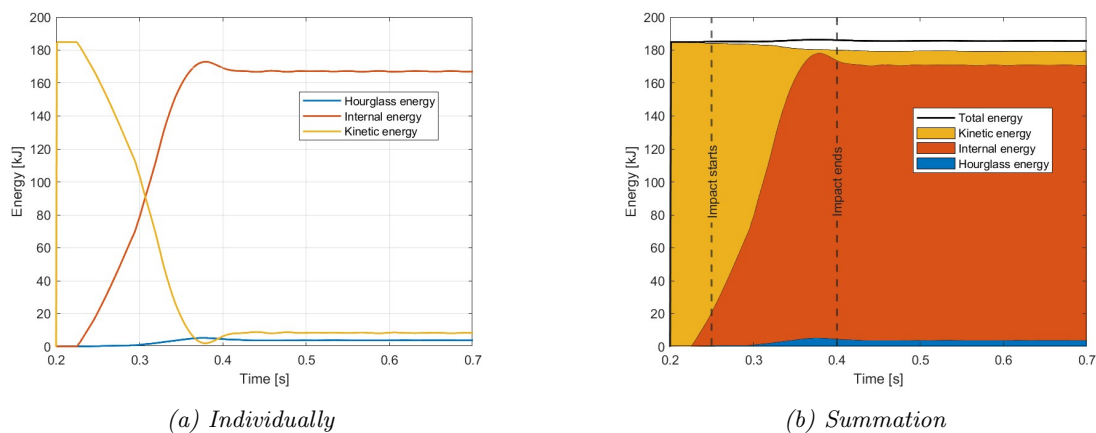 200
180
160
140
120
100
80
60
40
20
0
Energy [kJ]
Hourglass energy
Internal energy
Kinetic energy
0.2 0.3 0.4 0.5 0.6 0.7
Time [s]
(a) Individually
200
180
160
140
120
100
80
60
40
20
0
Energy [kJ]
Impact starts
Impact ends
Total energy
Kinetic energy
Internal energy
Hourglass energy
0.2 0.3 0.4 0.5 0.6 0.7
Time [s]
(b) Summation